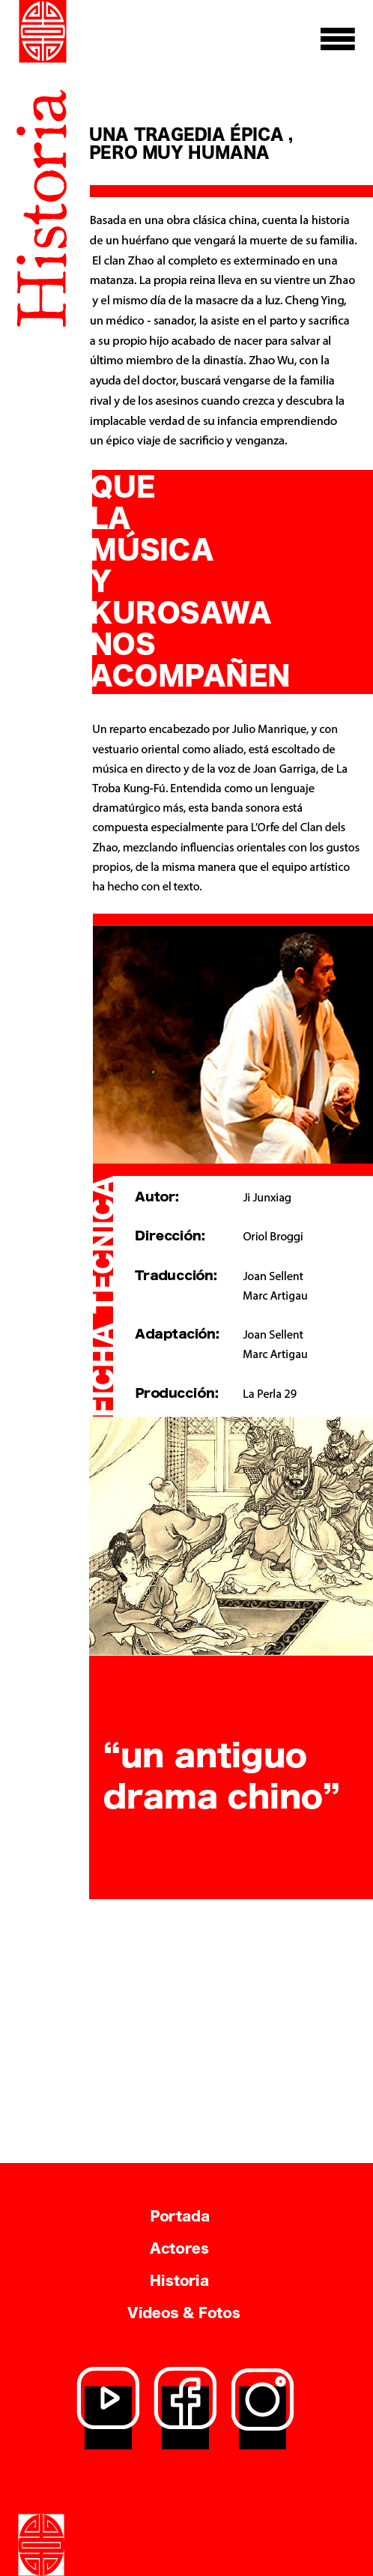 Historia
UNA TRAGEDIA ÉPICA ,
PERO MUY HUMANA
Basada en una obra clásica china, cuenta la historia
de un huérfano que vengará la muerte de su familia.
El clan Zhao al completo es exterminado en una
matanza. La propia reina lleva en su vientre un Zhao
y el mismo día de la masacre da a luz. Cheng Ying,
un médico - sanador, la asiste en el parto y sacrifica
a su propio hijo acabado de nacer para salvar al
último miembro de la dinastía. Zhao Wu, con la
ayuda del doctor, buscará vengarse de la familia
rival y de los asesinos cuando crezca y descubra la
implacable verdad de su infancia emprendiendo
un épico viaje de sacrificio y venganza.
QUE
LA
MÚSICA
Y
KUROSAWA
NOS
ACOMPAÑEN
Un reparto encabezado por Julio Manrique, y con
vestuario oriental como aliado, está escoltado de
música en directo y de la voz de Joan Garriga, de La
Troba Kung-Fú. Entendida como un lenguaje
dramatúrgico más, esta banda sonora está
compuesta especialmente para L'Orfe del Clan dels
Zhao, mezclando influencias orientales con los gustos
propios, de la misma manera que el equipo artístico
ha hecho con el texto.
FICHA TECNICA
Autor: Ji Junxiag
Dirección: Oriol Broggi
Traducción: Joan Sellent
Marc Artigau
Adaptación: Joan Sellent
Marc Artigau
Producción: La Perla 29
“un antiguo
drama chino”
Portada
Actores
Historia
Videos & Fotos